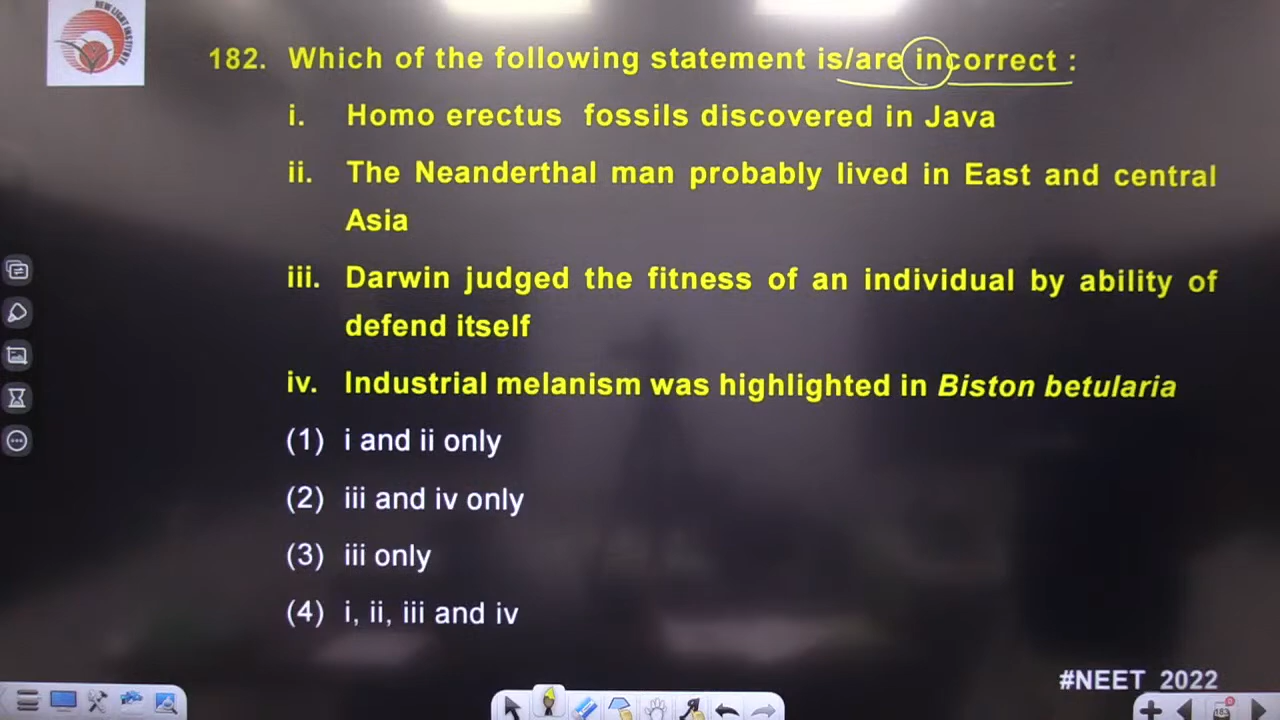 NEW LIGHT INSTITUTE
182. Which of the following statement is/are incorrect :
i. Homo erectus fossils discovered in Java
ii. The Neanderthal man probably lived in East and central
Asia
iii. Darwin judged the fitness of an individual by ability of
defend itself
iv. Industrial melanism was highlighted in Biston betularia
(1) i and ii only
(2) iii and iv only
(3) iii only
(4) i, ii, iii and iv
#NEET 2022